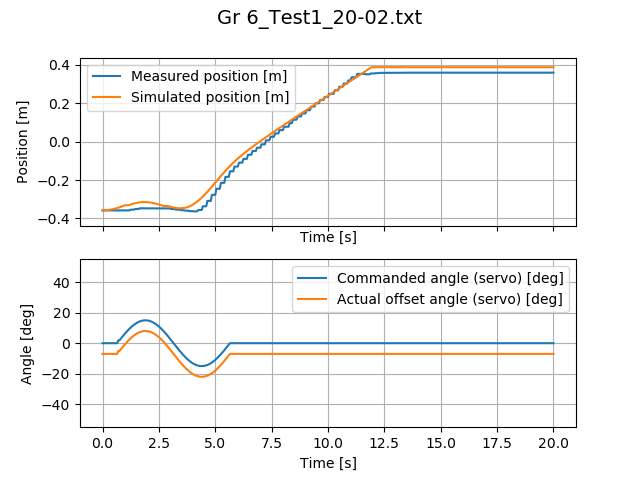 Gr 6_Test1_20-02.txt
Measured position [m]
Simulated position [m]
Position [m]
0.4
0.2
0.0
−0.2
−0.4
Time [s]
Commanded angle (servo) [deg]
Actual offset angle (servo) [deg]
Angle [deg]
40
20
0
−20
−40
0.0 2.5 5.0 7.5 10.0 12.5 15.0 17.5 20.0
Time [s]